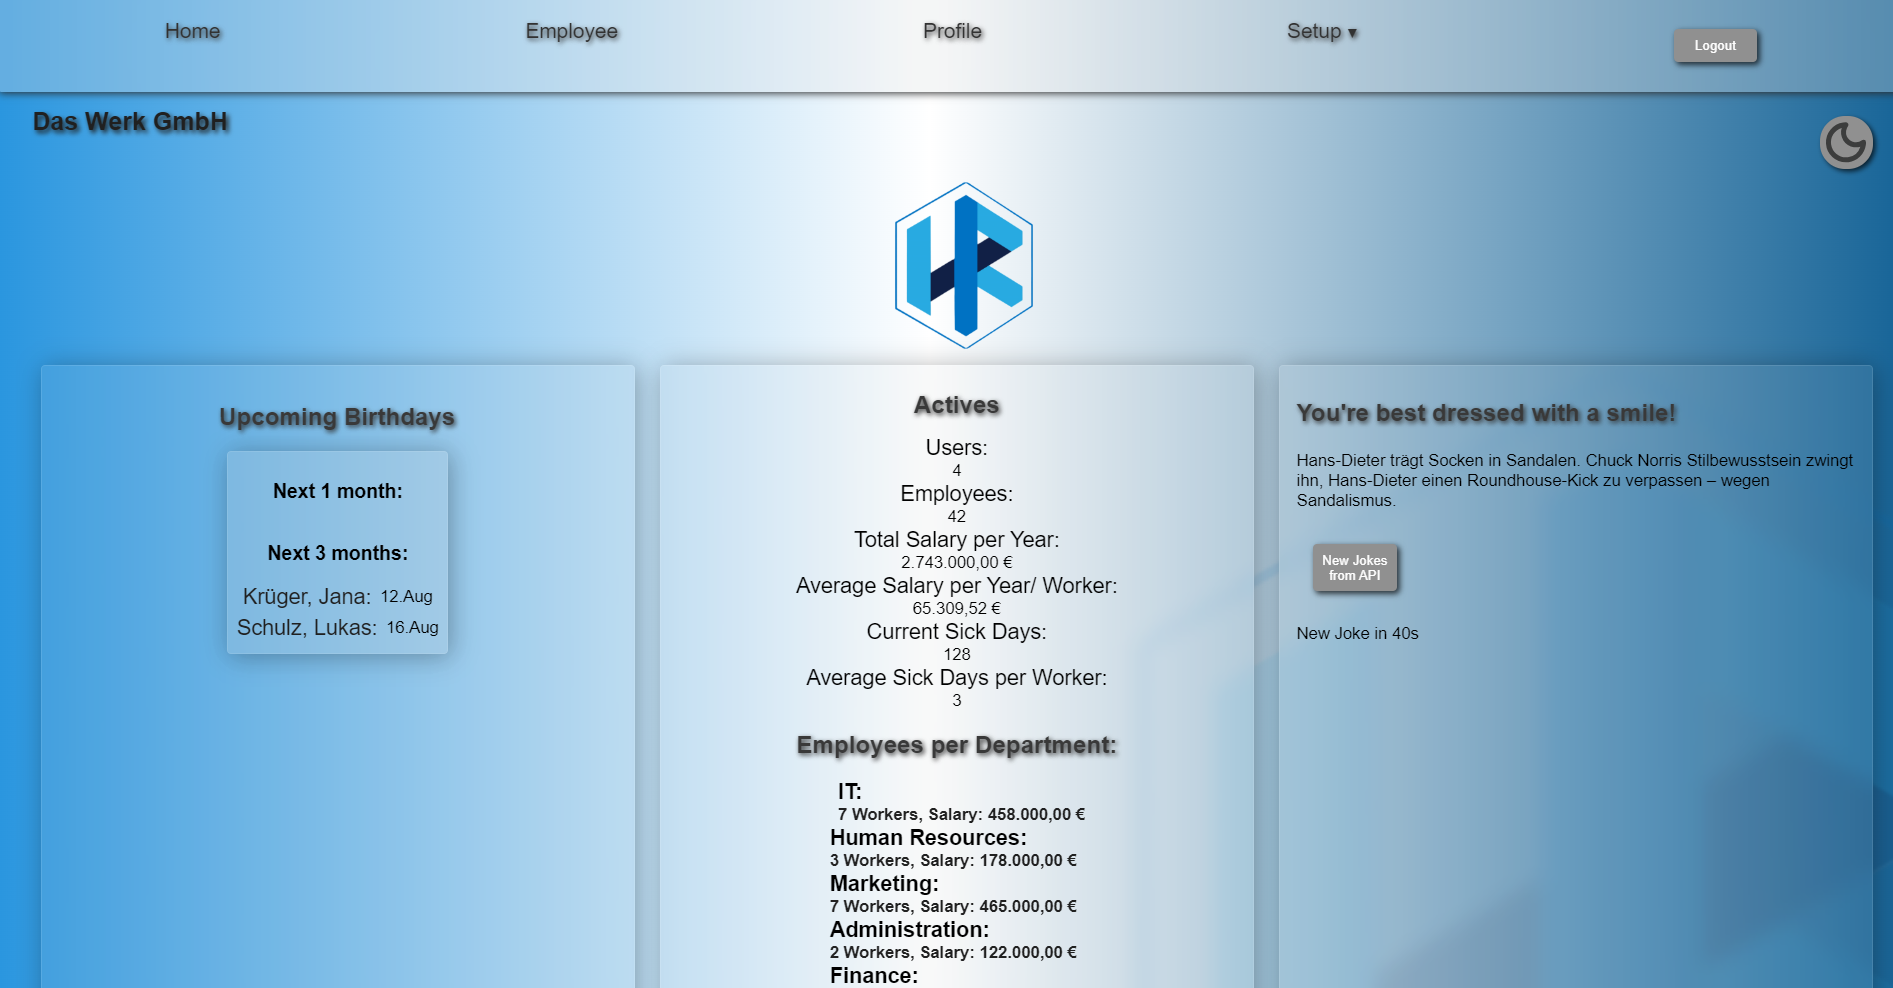 Home
Employee
Profile
Setup ▾
Logout
Das Werk GmbH
Upcoming Birthdays
Next 1 month:
Next 3 months:
Krüger, Jana: 12.Aug
Schulz, Lukas: 16.Aug
Actives
Users:
4
Employees:
42
Total Salary per Year:
2.743.000,00 €
Average Salary per Year/ Worker:
65.309,52 €
Current Sick Days:
128
Average Sick Days per Worker:
3
Employees per Department:
IT:
7 Workers, Salary: 458.000,00 €
Human Resources:
3 Workers, Salary: 178.000,00 €
Marketing:
7 Workers, Salary: 465.000,00 €
Administration:
2 Workers, Salary: 122.000,00 €
Finance:
You're best dressed with a smile!
Hans-Dieter trägt Socken in Sandalen. Chuck Norris Stilbewusstsein zwingt
ihn, Hans-Dieter einen Roundhouse-Kick zu verpassen – wegen
Sandalismus.
New Jokes
from API
New Joke in 40s